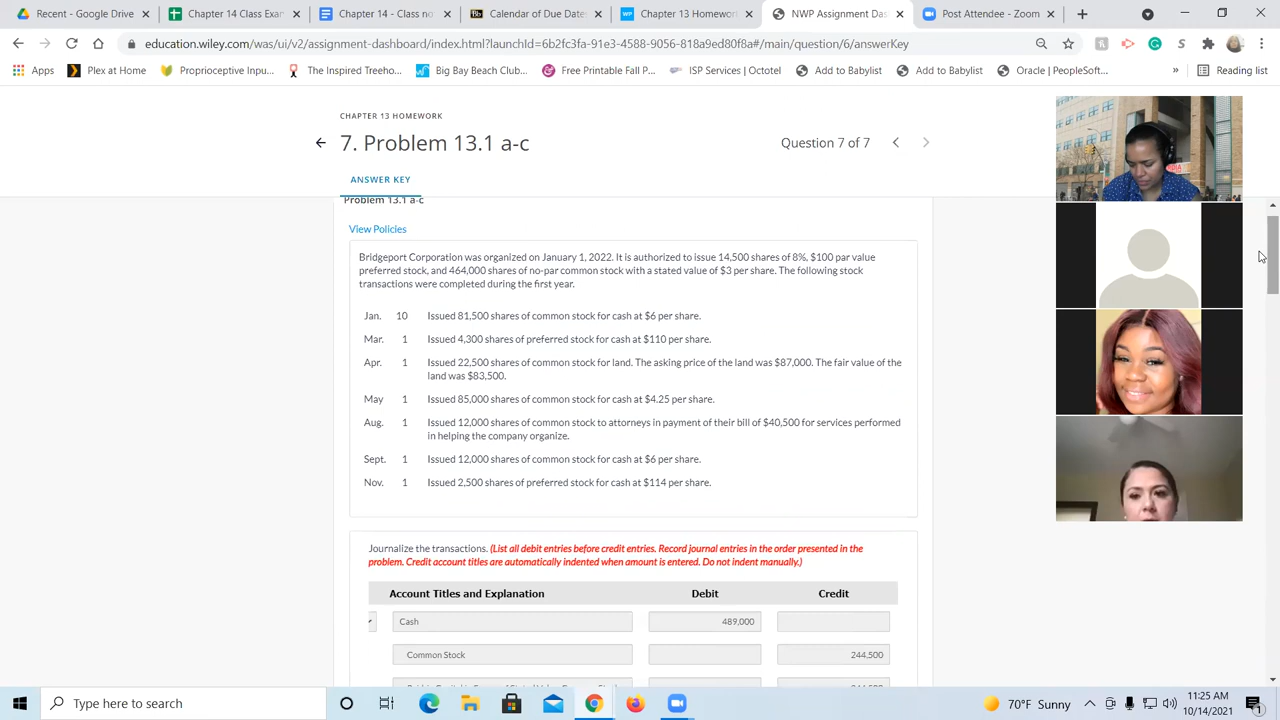 Recent - Google Drive
Chapter 14 Class Exam
Chapter 14 Class No
List of Due Dates
Chapter 13 Homewor
NWP Assignment Das
Post Attendee - Zoom
education.wiley.com/was/ui/v2/assignment-dashboard/index.html?launchId=6b2fc3fa-91e3-4588-9056-818a9ed80f8a#/main/question/6/answerKey
Apps
Plex at Home
Proprioceptive Inpu...
The Inspired Treeho...
Big Bay Beach Club...
Free Printable Fall P...
ISP Services | Octotel
Add to Babylist
Add to Babylist
Oracle | PeopleSoft...
»
Reading list
CHAPTER 13 HOMEWORK
7. Problem 13.1 a-c
Question 7 of 7
ANSWER KEY
Problem 13.1 a-c
View Policies
Bridgeport Corporation was organized on January 1, 2022. It is authorized to issue 14,500 shares of 8%, $100 par value
preferred stock, and 464,000 shares of no-par common stock with a stated value of $3 per share. The following stock
transactions were completed during the first year.
Jan. 10 Issued 81,500 shares of common stock for cash at $6 per share.
Mar. 1 Issued 4,300 shares of preferred stock for cash at $110 per share.
Apr. 1 Issued 22,500 shares of common stock for land. The asking price of the land was $87,000. The fair value of the
land was $83,500.
May 1 Issued 85,000 shares of common stock for cash at $4.25 per share.
Aug. 1 Issued 12,000 shares of common stock to attorneys in payment of their bill of $40,500 for services performed
in helping the company organize.
Sept. 1 Issued 12,000 shares of common stock for cash at $6 per share.
Nov. 1 Issued 2,500 shares of preferred stock for cash at $114 per share.
Journalize the transactions. (List all debit entries before credit entries. Record journal entries in the order presented in the
problem. Credit account titles are automatically indented when amount is entered. Do not indent manually.)
Account Titles and Explanation Debit Credit
Cash 489,000
Common Stock 244,500
Type here to search
70°F Sunny
11:25 AM
10/14/2021
1